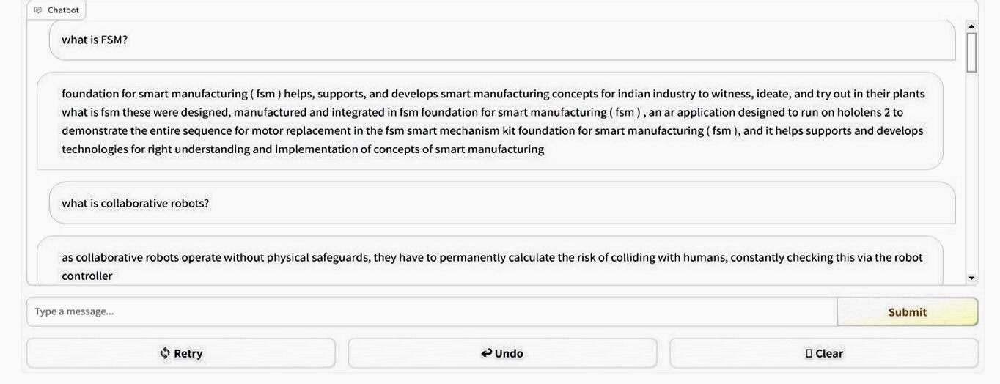 Chatbot
what is FSM?
foundation for smart manufacturing ( fsm ) helps, supports, and develops smart manufacturing concepts for indian industry to witness, ideate, and try out in their plants
what is fsm these were designed, manufactured and integrated in fsm foundation for smart manufacturing ( fsm ) , an ar application designed to run on hololens 2 to
demonstrate the entire sequence for motor replacement in the fsm smart mechanism kit foundation for smart manufacturing ( fsm ), and it helps supports and develops
technologies for right understanding and implementation of concepts of smart manufacturing
what is collaborative robots?
as collaborative robots operate without physical safeguards, they have to permanently calculate the risk of colliding with humans, constantly checking this via the robot
controller
Type a message...
Submit
Retry
Undo
Clear